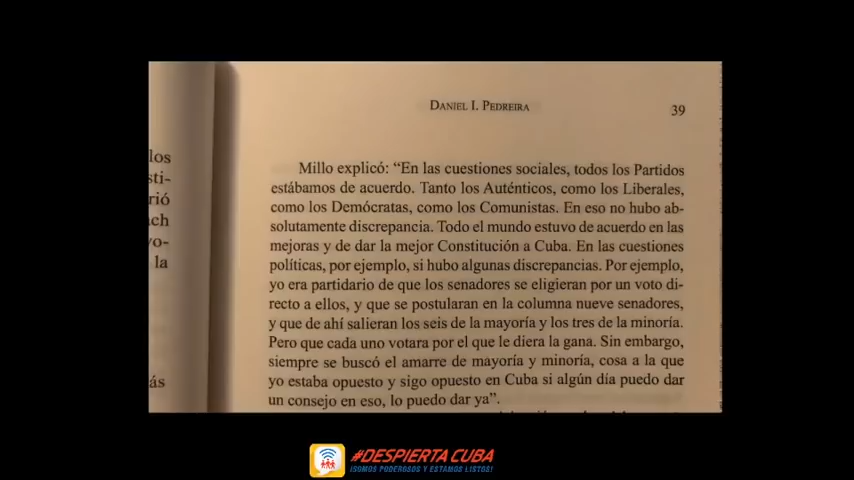 DANIEL I. PEDREIRA
39
los
sti-
rió
ach
vo-
la
ás
Millo explicó: “En las cuestiones sociales, todos los Partidos
estábamos de acuerdo. Tanto los Auténticos, como los Liberales,
como los Demócratas, como los Comunistas. En eso no hubo ab-
solutamente discrepancia. Todo el mundo estuvo de acuerdo en las
mejoras y de dar la mejor Constitución a Cuba. En las cuestiones
políticas, por ejemplo, si hubo algunas discrepancias. Por ejemplo,
yo era partidario de que los senadores se eligieran por un voto di-
recto a ellos, y que se postularan en la columna nueve senadores,
y que de ahí salieran los seis de la mayoría y los tres de la minoría.
Pero que cada uno votara por el que le diera la gana. Sin embargo,
siempre se buscó el amarre de mayoría y minoría, cosa a la que
yo estaba opuesto y sigo opuesto en Cuba si algún día puedo dar
un consejo en eso, lo puedo dar ya”.
#DESPIERTA CUBA
¡SOMOS PODEROSOS Y ESTAMOS LISTOS!